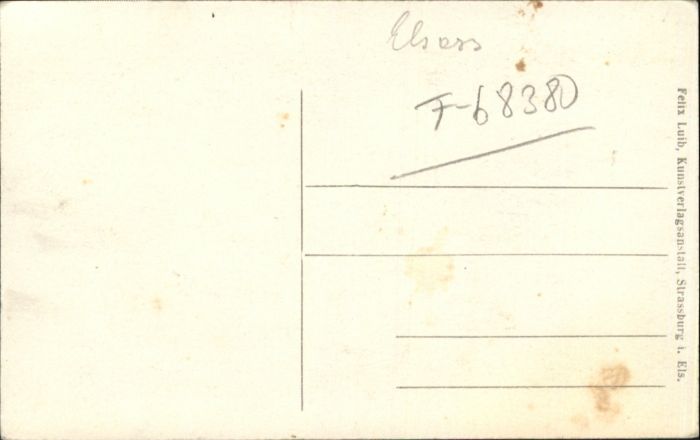 Elsass
F-68380
Felix Luib, Kunstverlagsanstalt, Strassburg i. Els.